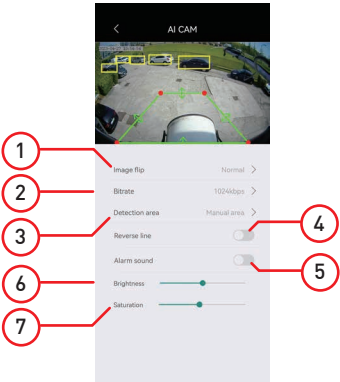 AI CAM
1
Image flip Normal
2
Bitrate 1024kbps
3
Detection area Manual area
4
Reverse line
5
Alarm sound
6
Brightness
7
Saturation